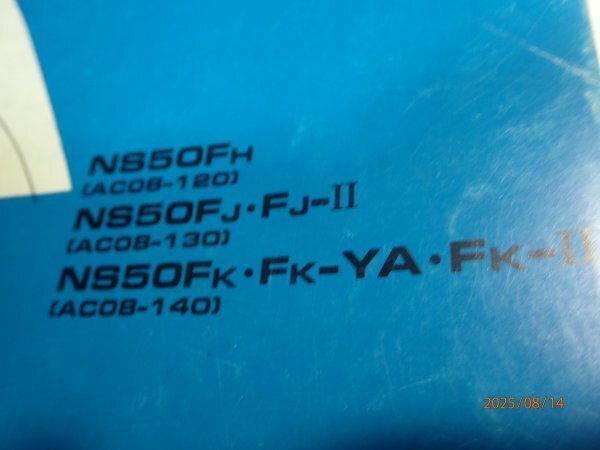 NS50FH
(AC08-120)
NS50FJ・FJ-II
(AC08-130)
NS50FK・FK-YA・FK-II
(AC08-140)
2025/08/14